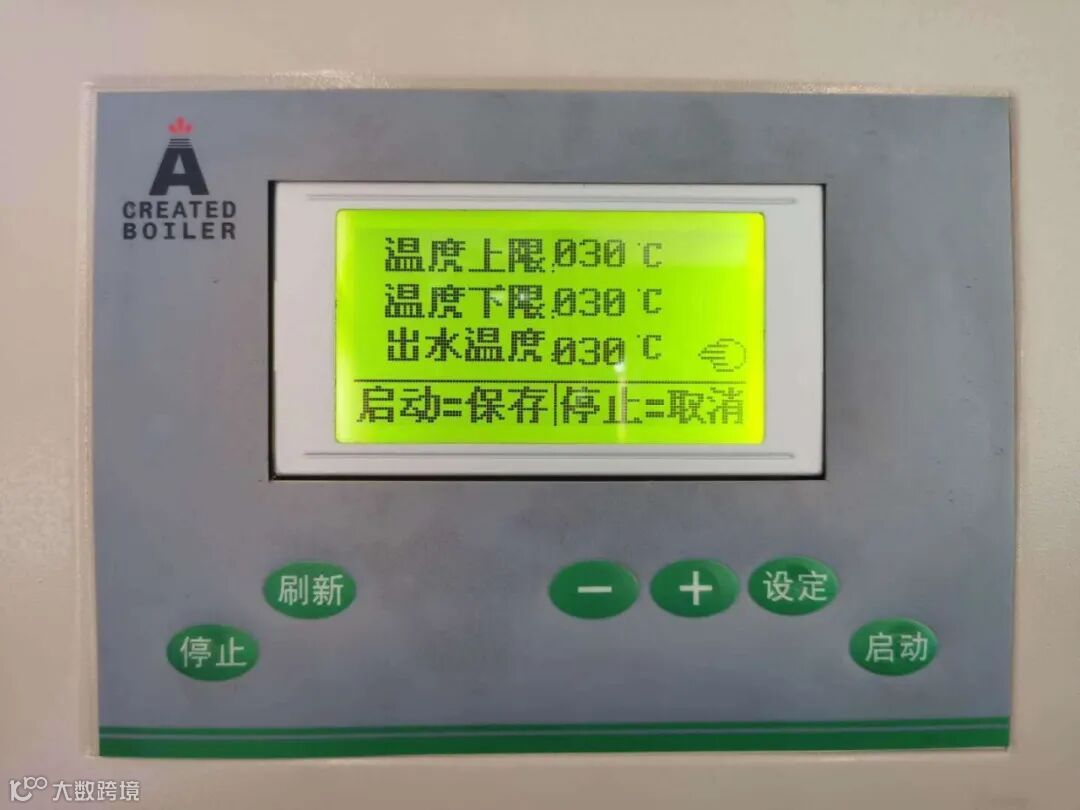 A
CREATED
BOILER
温度上限:030℃
温度下限:030℃
出水温度:030℃
启动=保存|停止=取消
刷新
－
＋
设定
停止
启动
大数跨境